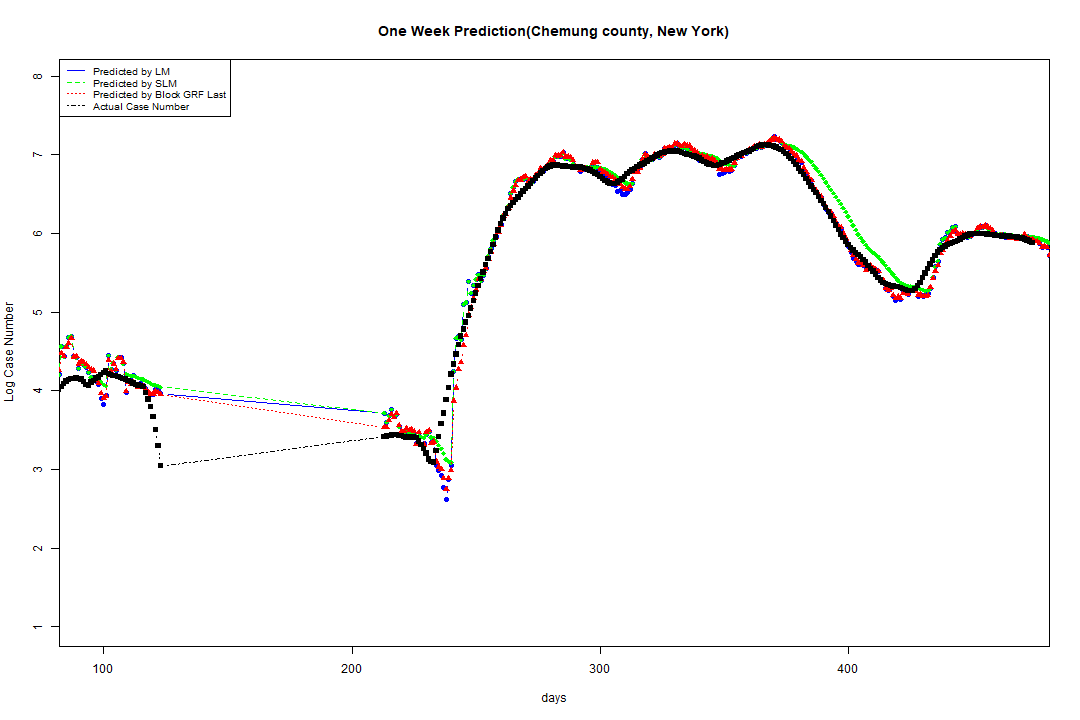 One Week Prediction(Chemung county, New York)
Predicted by LM
Predicted by SLM
Predicted by Block GRF Last
Actual Case Number
8
7
6
5
4
3
2
1
Log Case Number
100 200 300 400
days